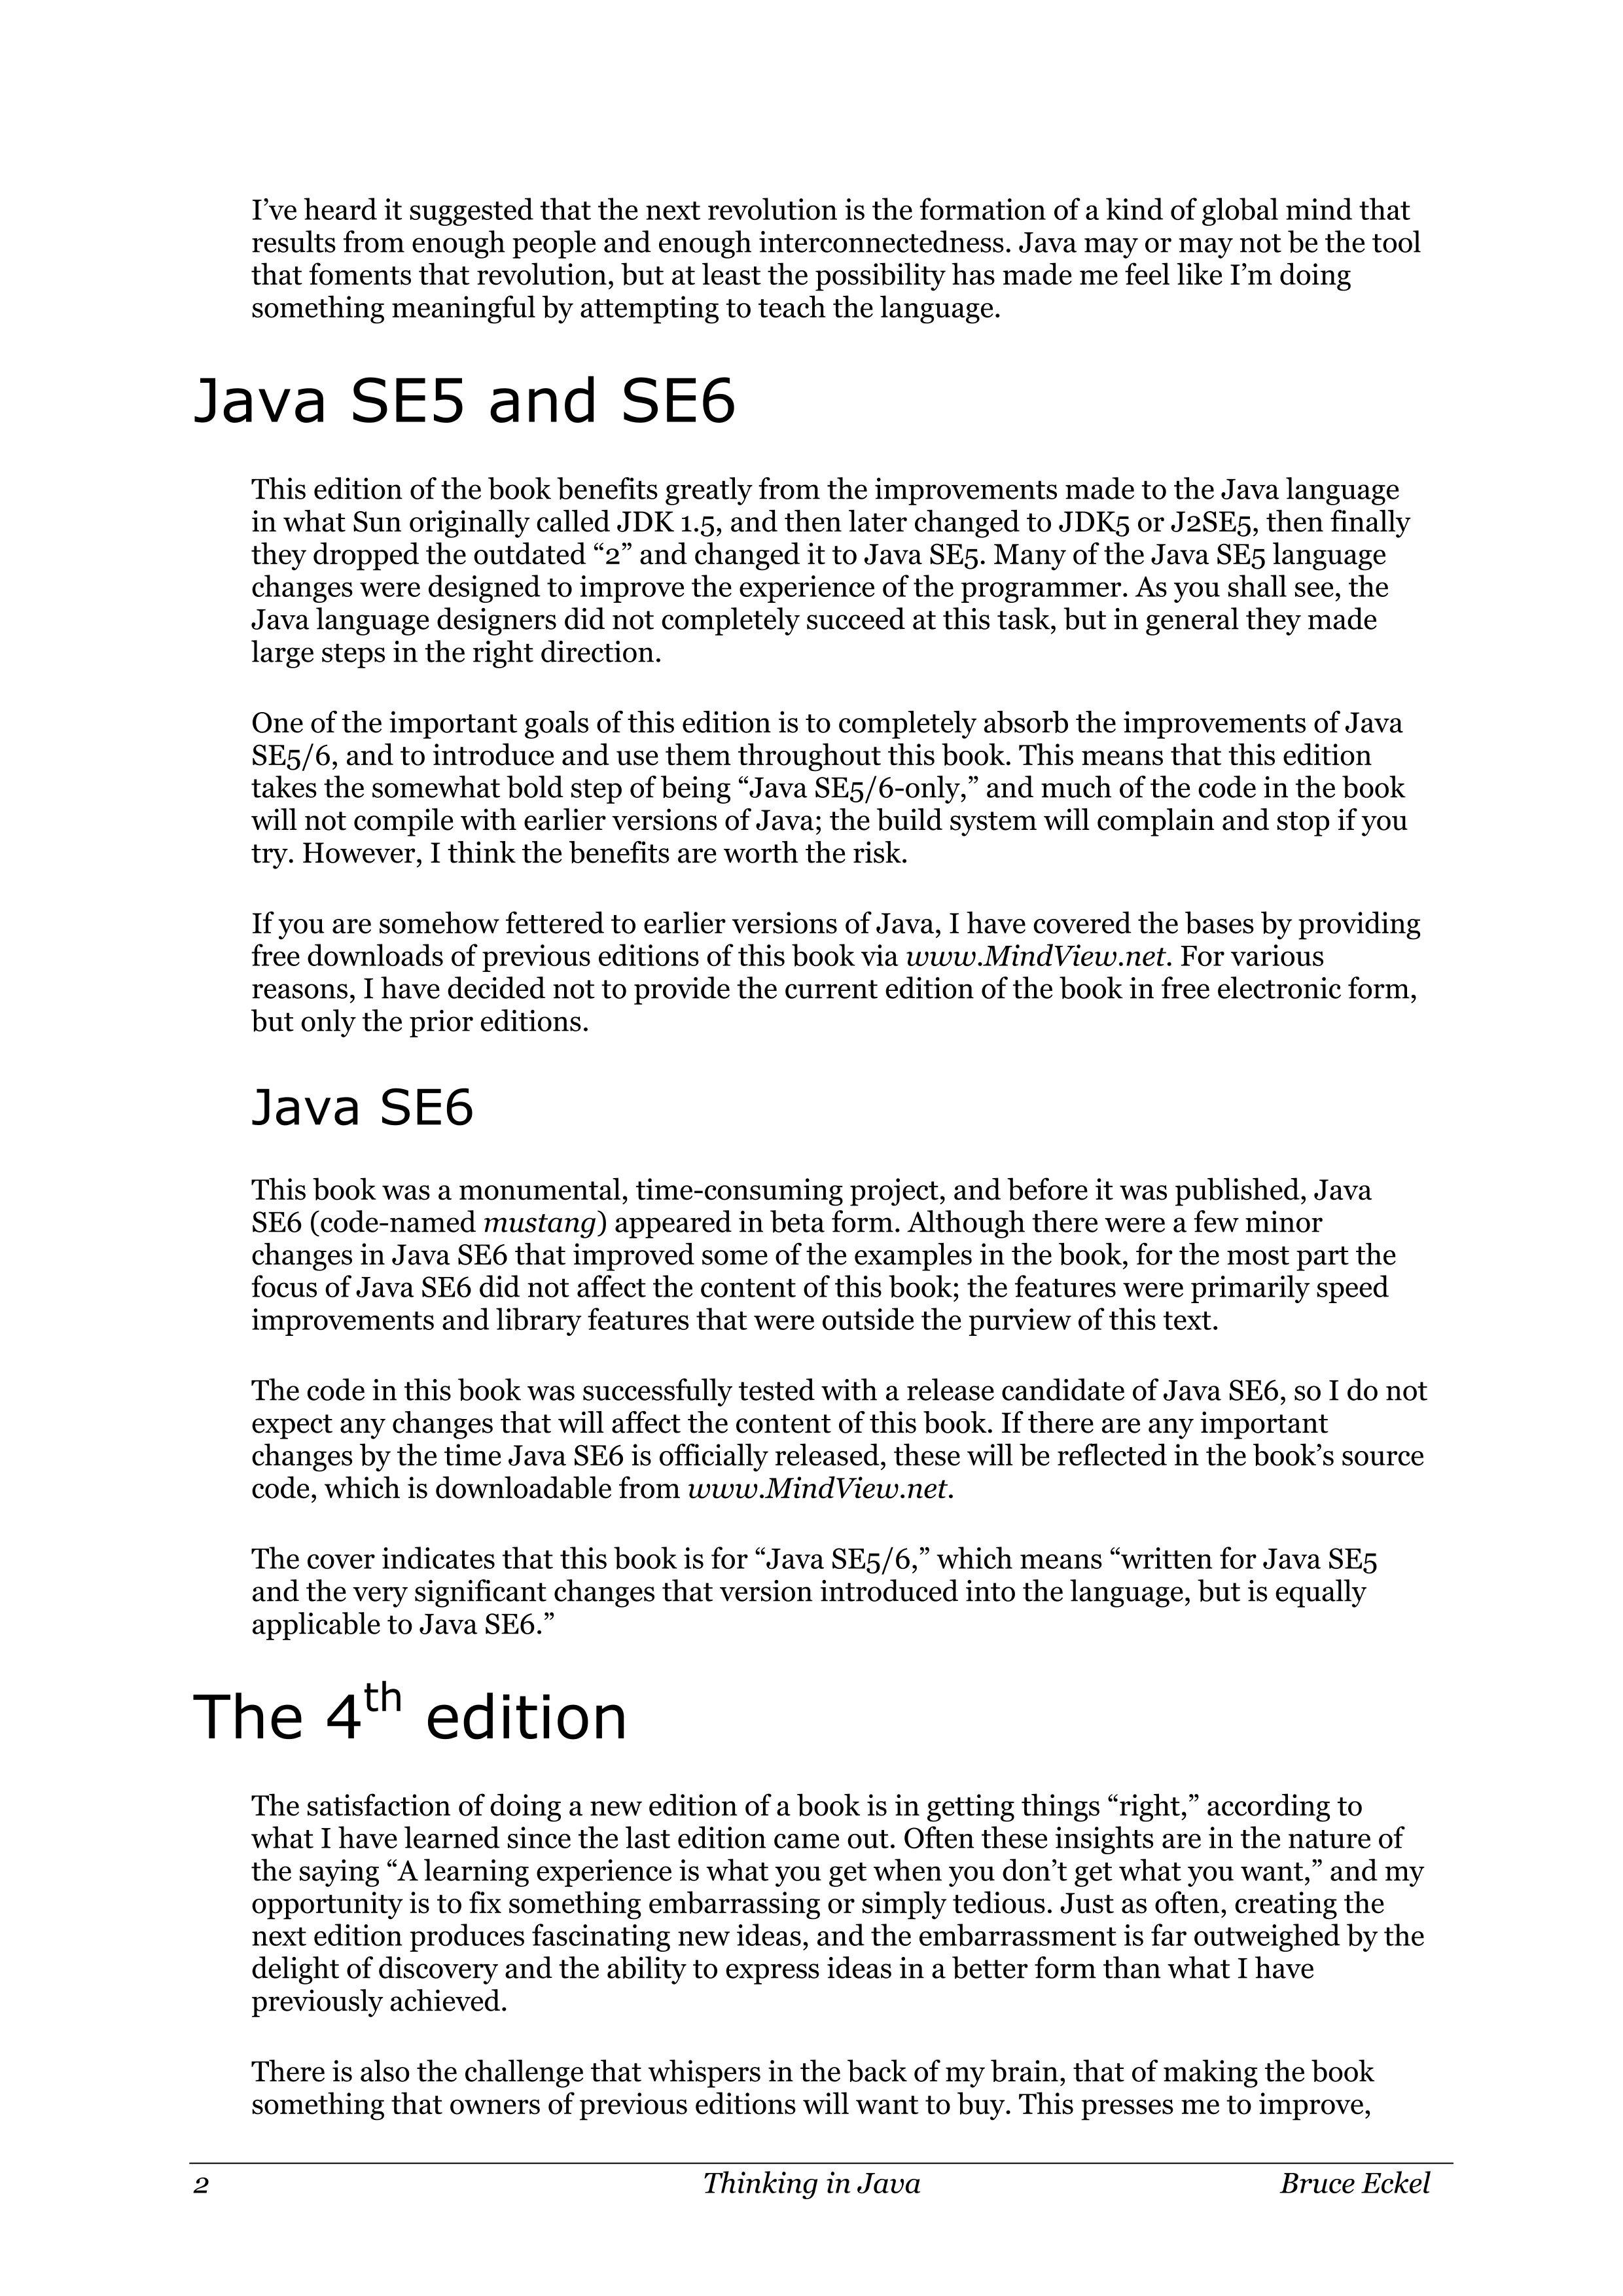 I’ve heard it suggested that the next revolution is the formation of a kind of global mind that
results from enough people and enough interconnectedness. Java may or may not be the tool
that foments that revolution, but at least the possibility has made me feel like I’m doing
something meaningful by attempting to teach the language.
Java SE5 and SE6
This edition of the book benefits greatly from the improvements made to the Java language
in what Sun originally called JDK 1.5, and then later changed to JDK5 or J2SE5, then finally
they dropped the outdated “2” and changed it to Java SE5. Many of the Java SE5 language
changes were designed to improve the experience of the programmer. As you shall see, the
Java language designers did not completely succeed at this task, but in general they made
large steps in the right direction.
One of the important goals of this edition is to completely absorb the improvements of Java
SE5/6, and to introduce and use them throughout this book. This means that this edition
takes the somewhat bold step of being “Java SE5/6-only,” and much of the code in the book
will not compile with earlier versions of Java; the build system will complain and stop if you
try. However, I think the benefits are worth the risk.
If you are somehow fettered to earlier versions of Java, I have covered the bases by providing
free downloads of previous editions of this book via www.MindView.net. For various
reasons, I have decided not to provide the current edition of the book in free electronic form,
but only the prior editions.
Java SE6
This book was a monumental, time-consuming project, and before it was published, Java
SE6 (code-named mustang) appeared in beta form. Although there were a few minor
changes in Java SE6 that improved some of the examples in the book, for the most part the
focus of Java SE6 did not affect the content of this book; the features were primarily speed
improvements and library features that were outside the purview of this text.
The code in this book was successfully tested with a release candidate of Java SE6, so I do not
expect any changes that will affect the content of this book. If there are any important
changes by the time Java SE6 is officially released, these will be reflected in the book’s source
code, which is downloadable from www.MindView.net.
The cover indicates that this book is for “Java SE5/6,” which means “written for Java SE5
and the very significant changes that version introduced into the language, but is equally
applicable to Java SE6.”
The 4th edition
The satisfaction of doing a new edition of a book is in getting things “right,” according to
what I have learned since the last edition came out. Often these insights are in the nature of
the saying “A learning experience is what you get when you don’t get what you want,” and my
opportunity is to fix something embarrassing or simply tedious. Just as often, creating the
next edition produces fascinating new ideas, and the embarrassment is far outweighed by the
delight of discovery and the ability to express ideas in a better form than what I have
previously achieved.
There is also the challenge that whispers in the back of my brain, that of making the book
something that owners of previous editions will want to buy. This presses me to improve,
2 Thinking in Java Bruce Eckel